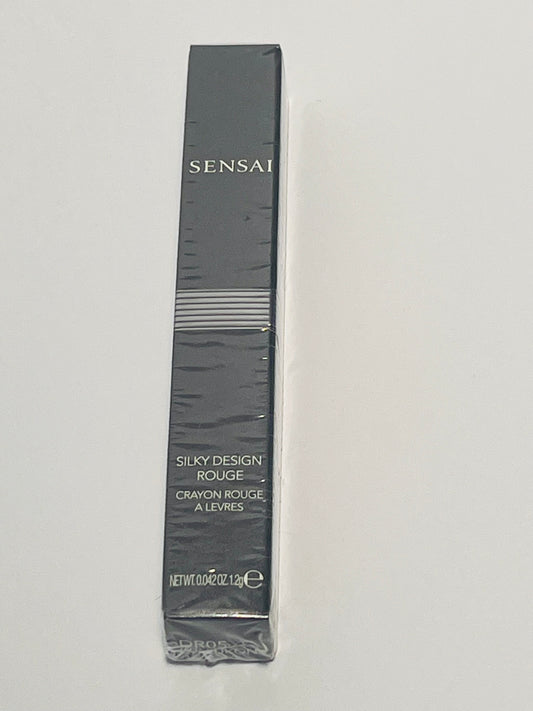 SENSAI
SILKY DESIGN
ROUGE
CRAYON ROUGE
A LEVRES
NET WT. 0.042 OZ. 1.2g ℮